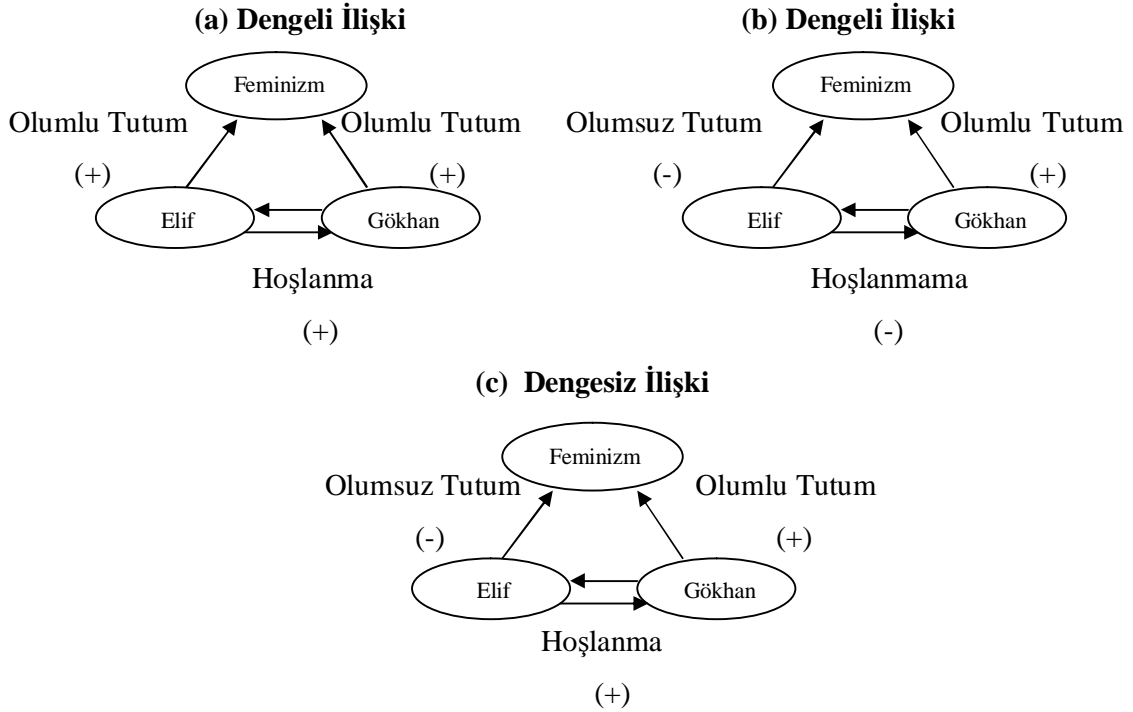 (a) Dengeli İlişki
Feminizm
Olumlu Tutum Olumlu Tutum
(+) (+)
Elif Gökhan
Hoşlanma
(+)
(b) Dengeli İlişki
Feminizm
Olumsuz Tutum Olumlu Tutum
(-) (+)
Elif Gökhan
Hoşlanmama
(-)
(c) Dengesiz İlişki
Feminizm
Olumsuz Tutum Olumlu Tutum
(-) (+)
Elif Gökhan
Hoşlanma
(+)